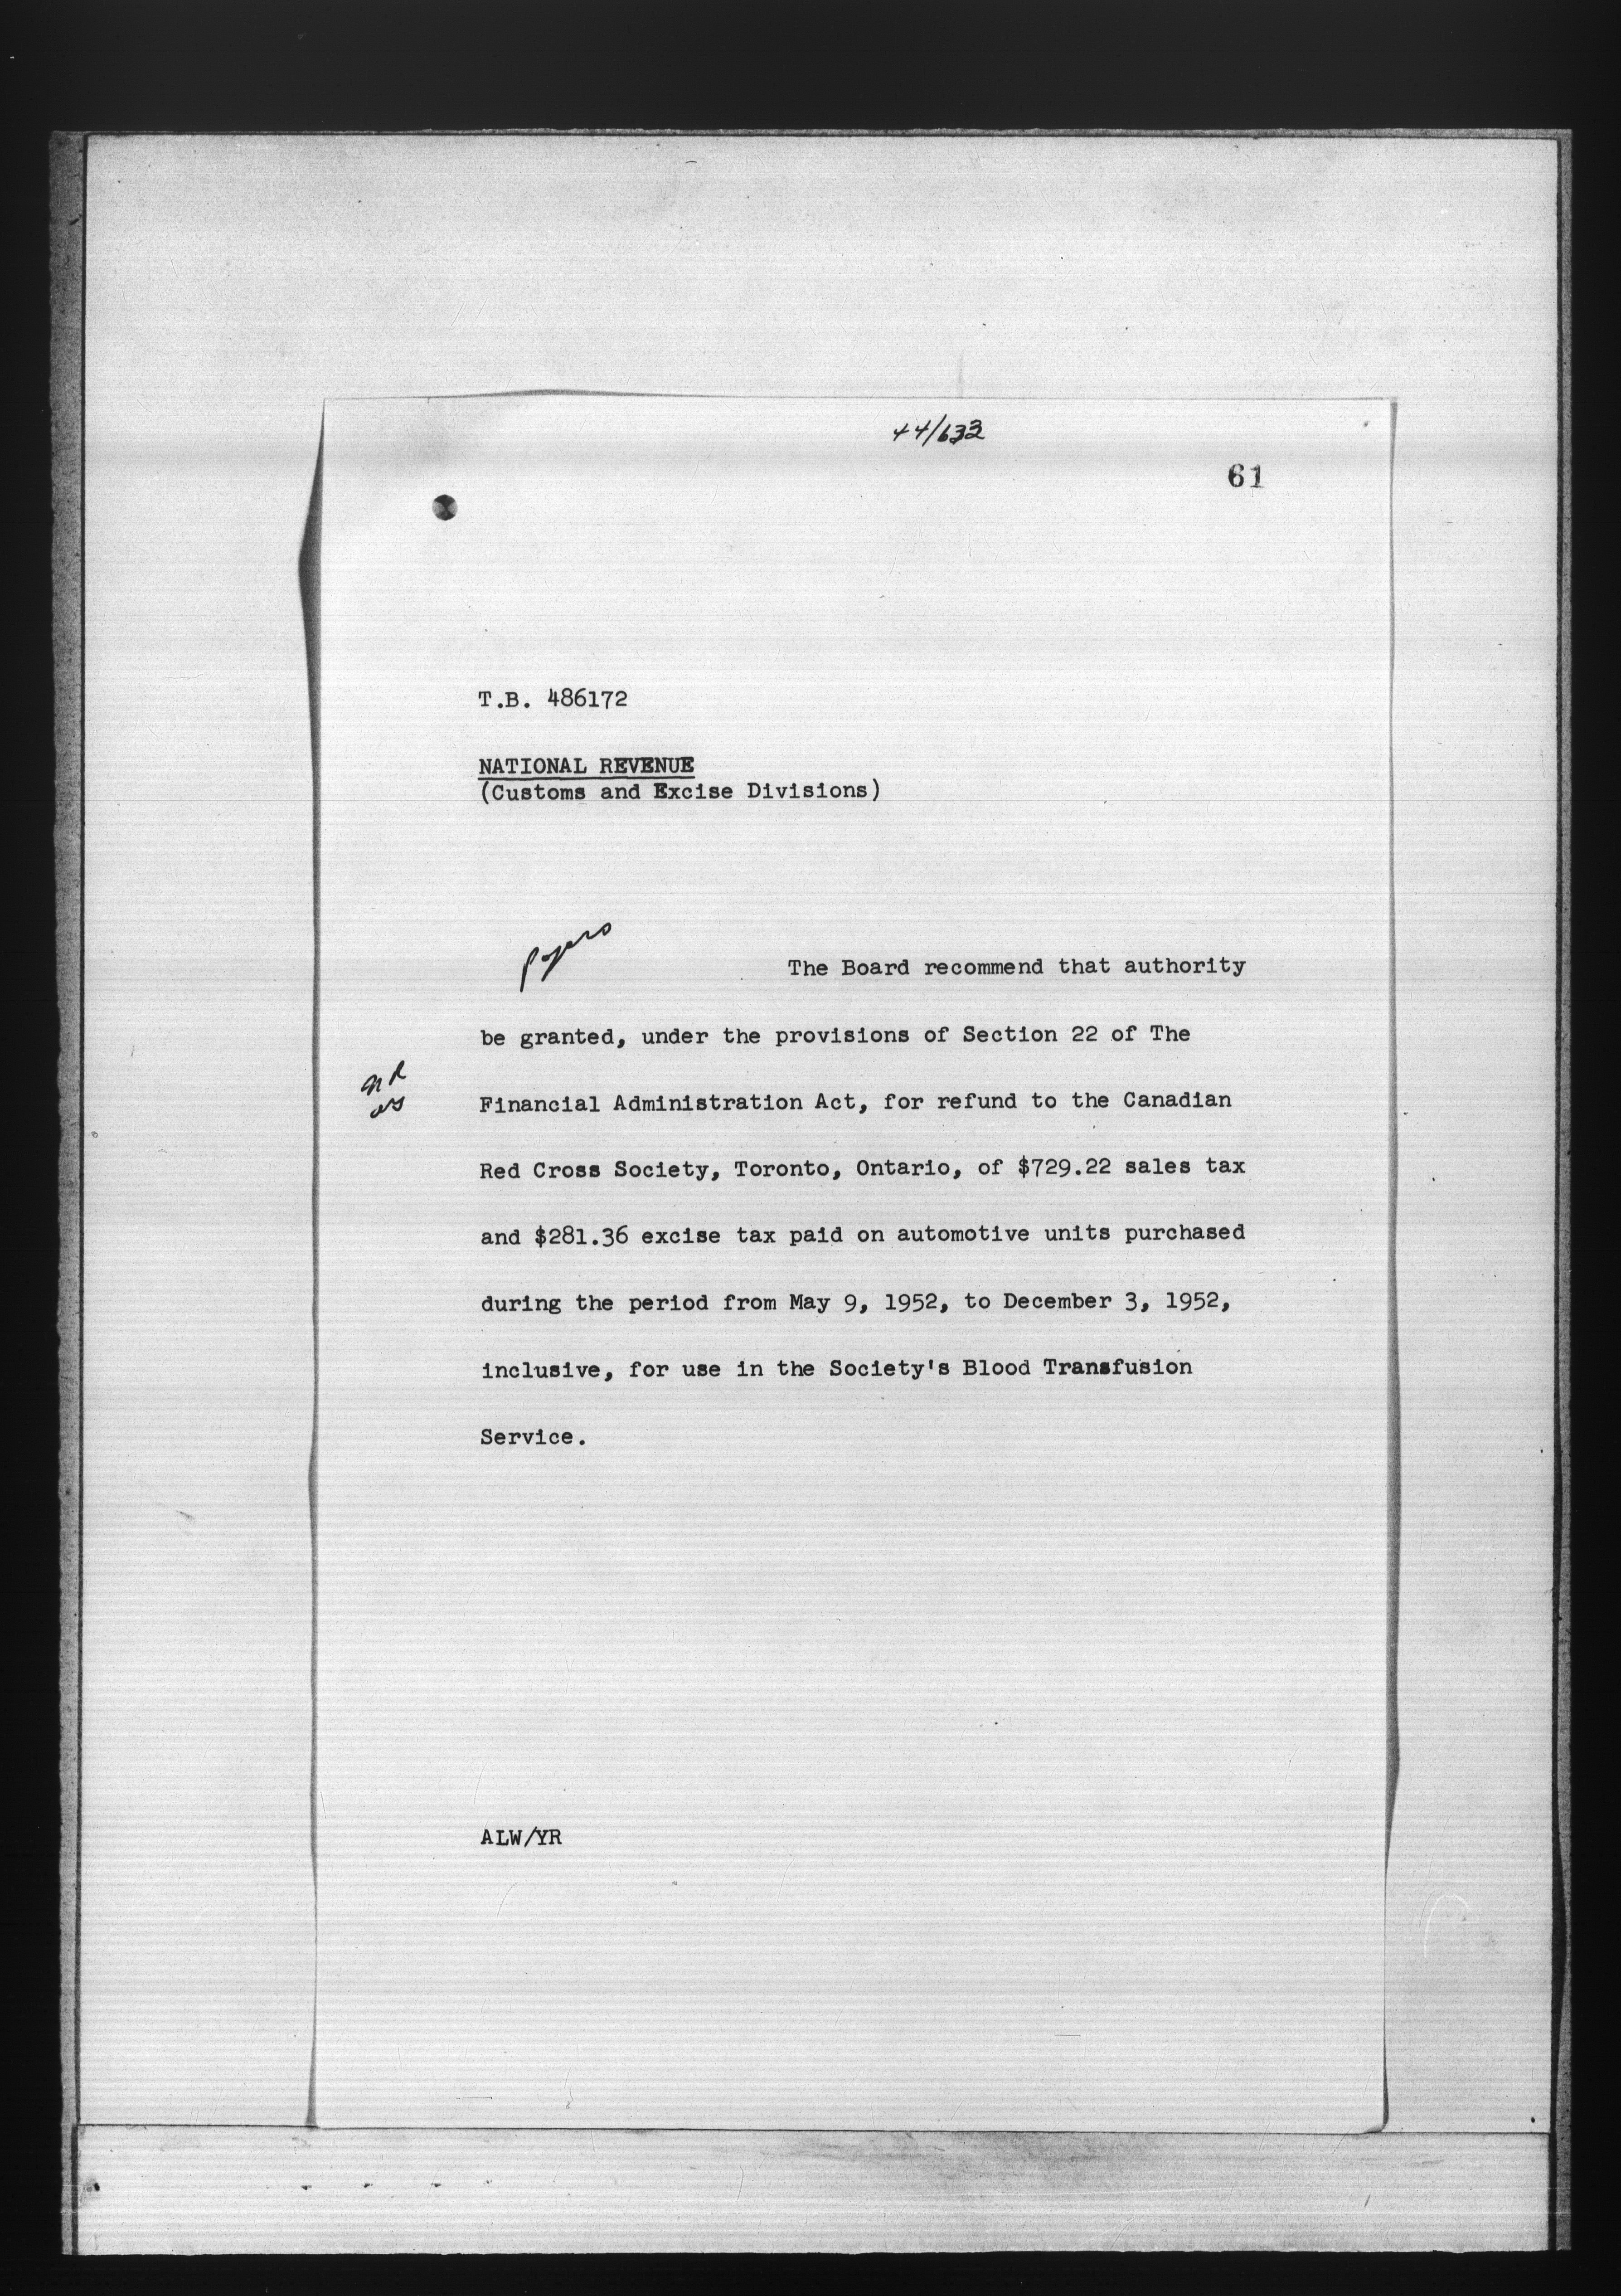 44/633
61
T.B. 486172
NATIONAL REVENUE
(Customs and Excise Divisions)
papers
The Board recommend that authority
be granted, under the provisions of Section 22 of The
Financial Administration Act, for refund to the Canadian
Red Cross Society, Toronto, Ontario, of $729.22 sales tax
and $281.36 excise tax paid on automotive units purchased
during the period from May 9, 1952, to December 3, 1952,
inclusive, for use in the Society's Blood Transfusion
Service.
ALW/YR